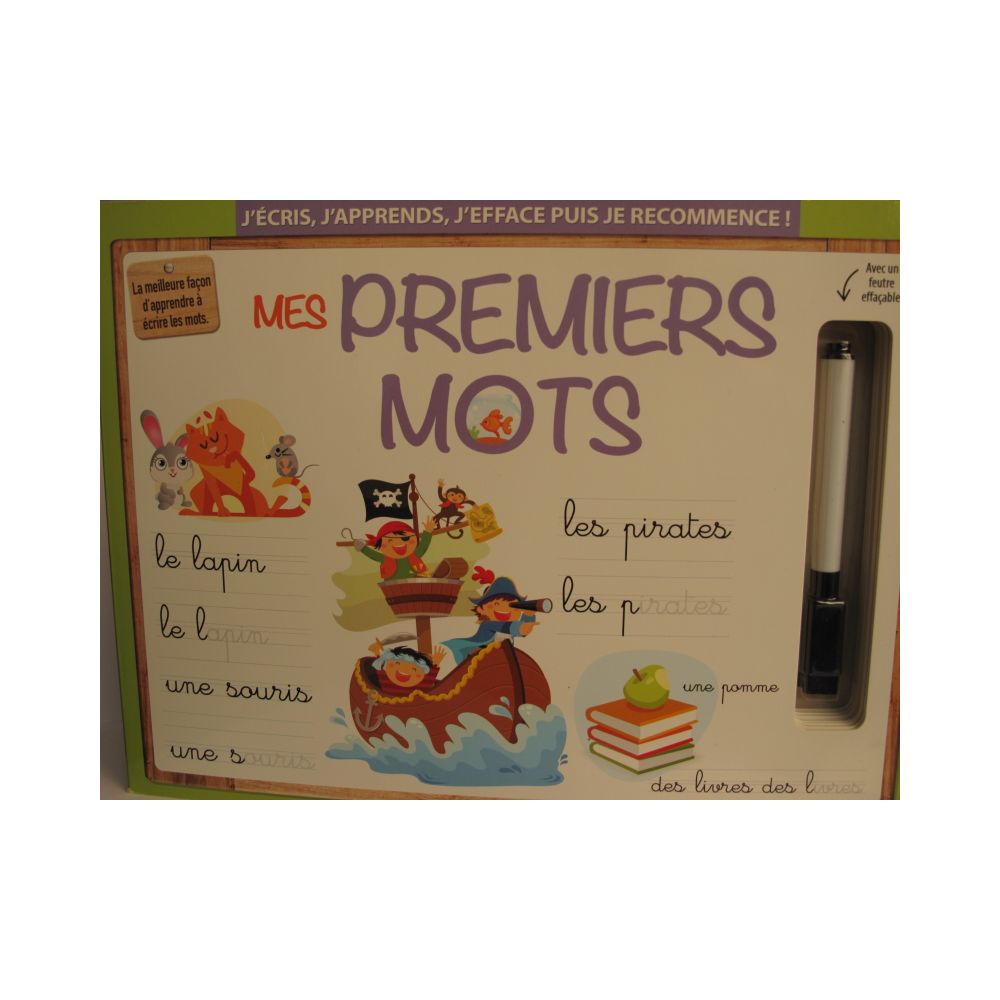 J'ÉCRIS, J'APPRENDS, J'EFFACE PUIS JE RECOMMENCE !
La meilleure façon
d'apprendre à
écrire les mots.
Avec un
feutre
effaçable
MES PREMIERS
MOTS
le lapin
le lapin
une souris
une souris
les pirates
les pirates
une pomme
des livres des livres